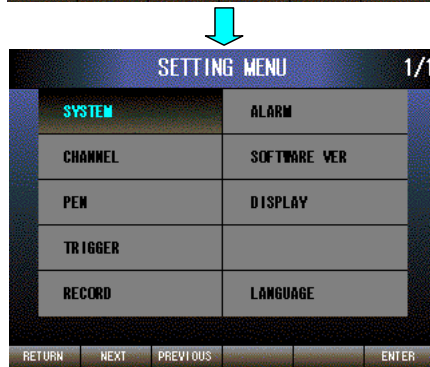 SETTING MENU 1/1
SYSTEM ALARM
CHANNEL SOFTWARE VER
PEN DISPLAY
TRIGGER
RECORD LANGUAGE
RETURN NEXT PREVIOUS ENTER